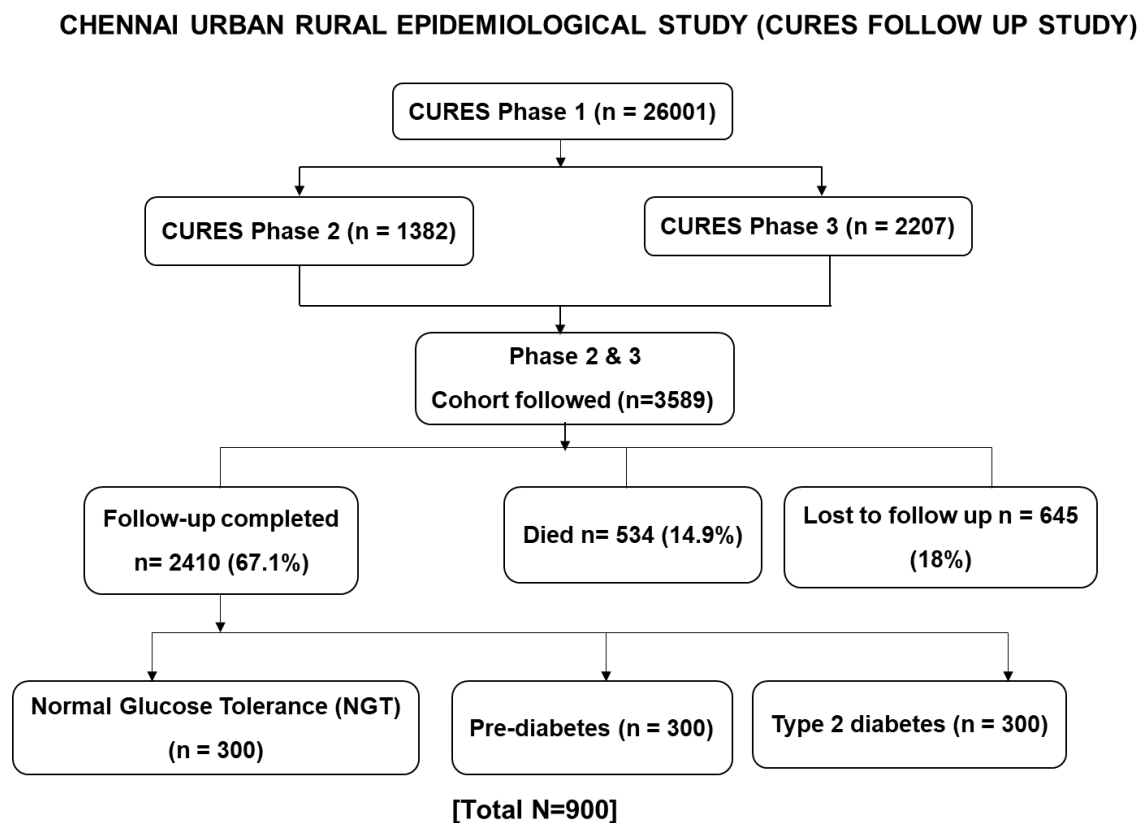 CHENNAI URBAN RURAL EPIDEMIOLOGICAL STUDY (CURES FOLLOW UP STUDY)
CURES Phase 1 (n = 26001)
CURES Phase 2 (n = 1382)
CURES Phase 3 (n = 2207)
Phase 2 & 3
Cohort followed (n=3589)
Follow-up completed
n= 2410 (67.1%)
Died n= 534 (14.9%)
Lost to follow up n = 645
(18%)
Normal Glucose Tolerance (NGT)
(n = 300)
Pre-diabetes (n = 300)
Type 2 diabetes (n = 300)
[Total N=900]